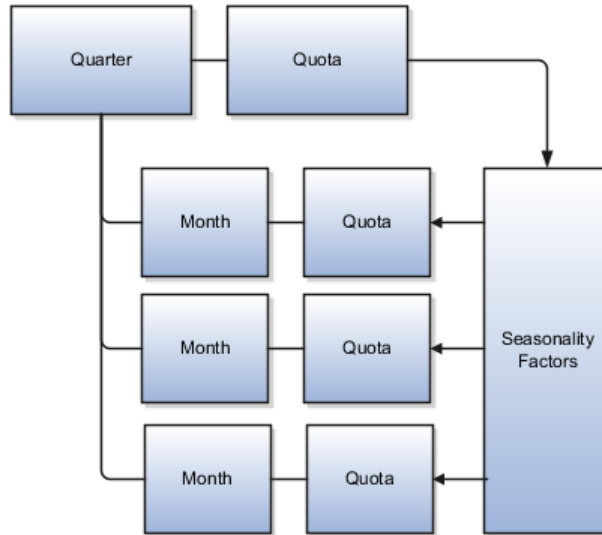 Quarter
Quota
Month
Quota
Month
Quota
Seasonality
Factors
Month
Quota